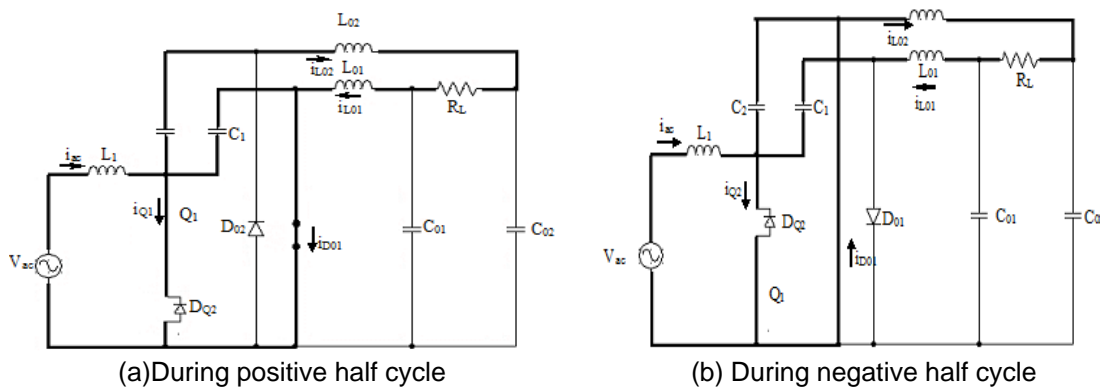 L02
iL02
L01
iL01
RL
C1
iac
L1
iQ1
Q1
D02
iD01
C01
C02
Vac
DQ2
(a)During positive half cycle
iL02
L01
iL01
RL
C2
C1
iac
L1
iQ2
DQ2
D01
iD01
C01
C0
Vac
Q1
(b) During negative half cycle